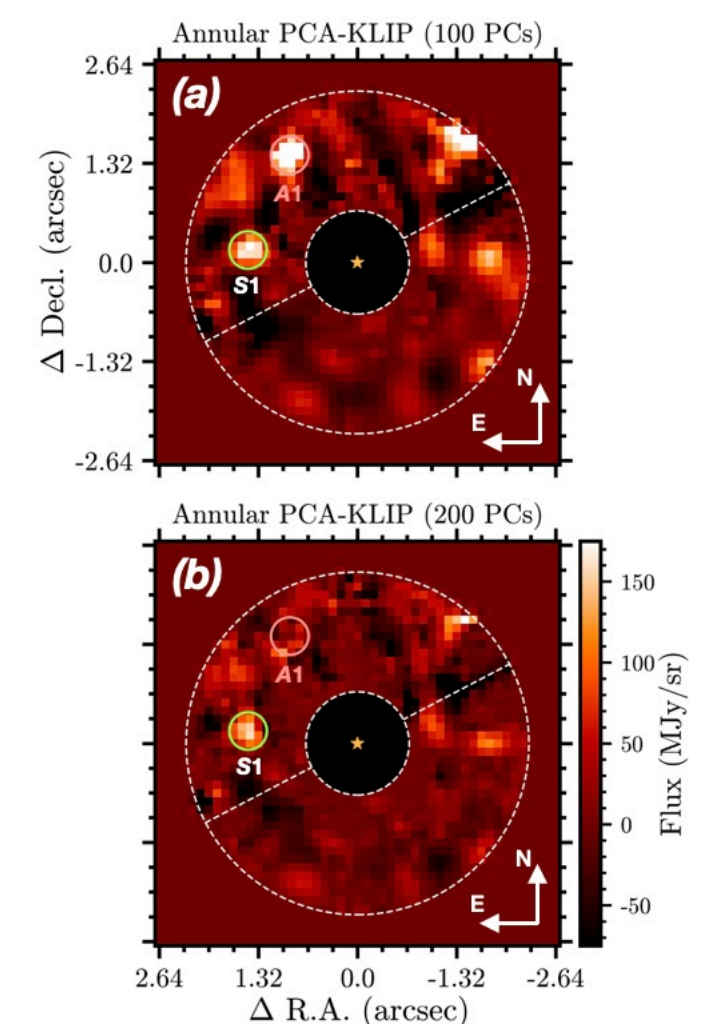 Annular PCA-KLIP (100 PCs)
2.64
(a)
1.32
A1
Δ Decl. (arcsec)
0.0
S1
-1.32
N
E
-2.64
Annular PCA-KLIP (200 PCs)
(b)
150
A1
100
S1
50
Flux (MJy/sr)
0
N
E
-50
2.64 1.32 0.0 -1.32 -2.64
Δ R.A. (arcsec)